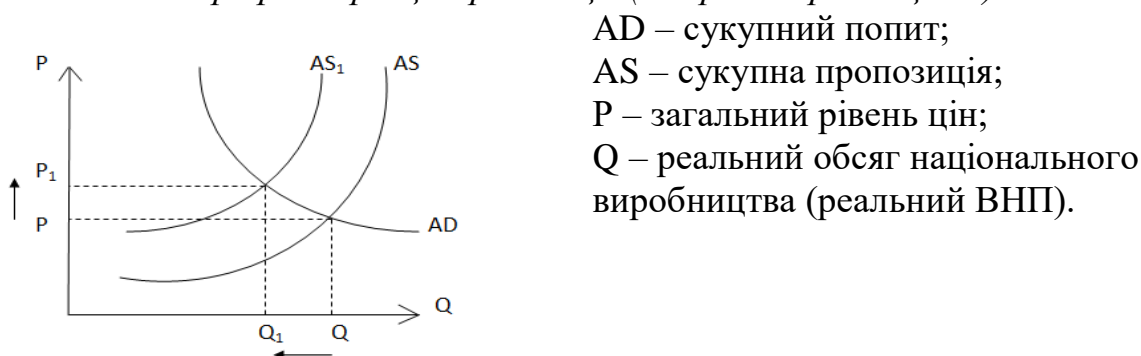 AD – сукупний попит;
AS – сукупна пропозиція;
P – загальний рівень цін;
Q – реальний обсяг національного
виробництва (реальний ВНП).
P
AS₁
AS
P₁
P
AD
Q
Q₁
Q